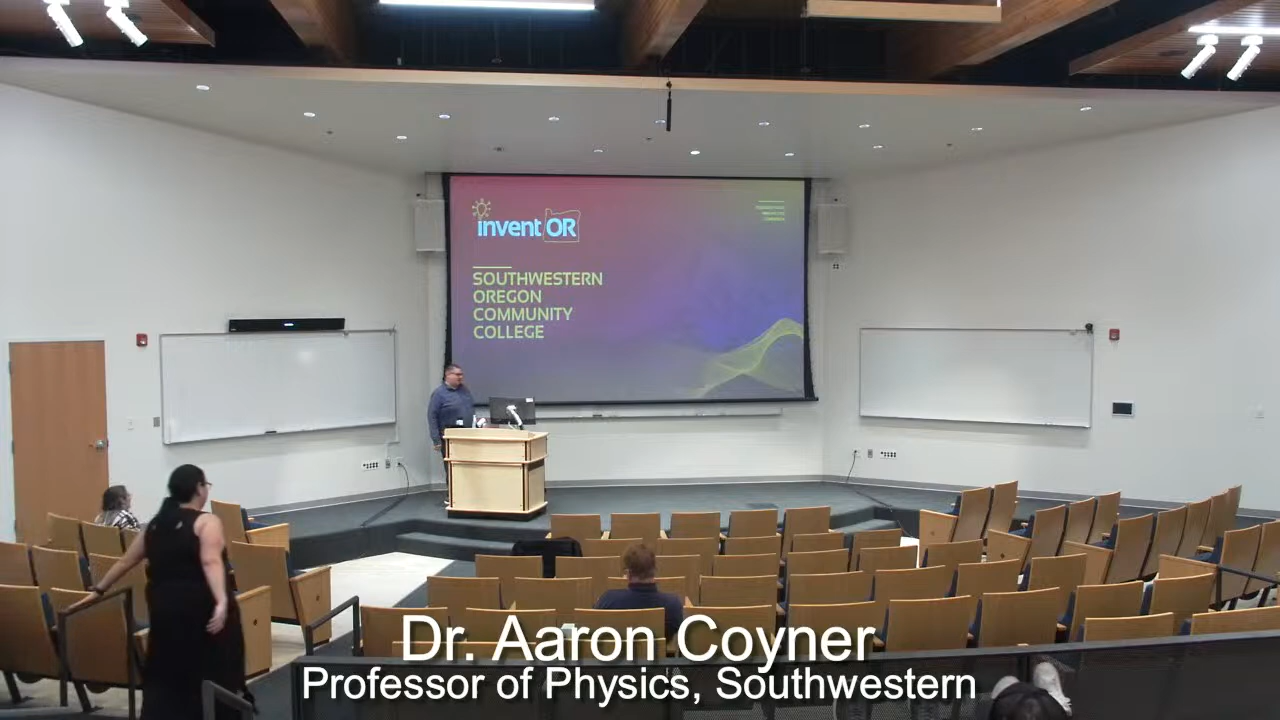 invent OR
SOUTHWESTERN
OREGON
COMMUNITY
COLLEGE
Dr. Aaron Coyner
Professor of Physics, Southwestern